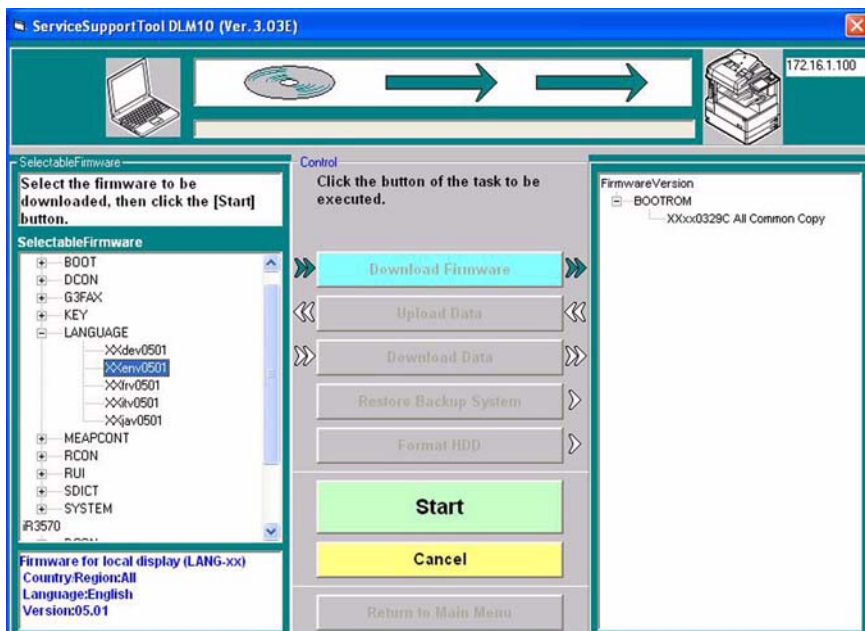 ServiceSupportTool DLM10 (Ver.3.03E)
172.16.1.100
SelectableFirmware
Select the firmware to be
downloaded, then click the [Start]
button.
SelectableFirmware
BOOT
DCON
G3FAX
KEY
LANGUAGE
XXdev0501
XXenv0501
XXfrv0501
XXitv0501
XXjav0501
MEAPCONT
RCON
RUI
SDICT
SYSTEM
iR3570
Firmware for local display (LANG-xx)
Country:Region:All
Language:English
Version:05.01
Control
Click the button of the task to be
executed.
Download Firmware
Upload Data
Download Data
Restore Backup System
Format HDD
Start
Cancel
Return to Main Menu
FirmwareVersion
BOOTROM
XXxx0329C All Common Copy